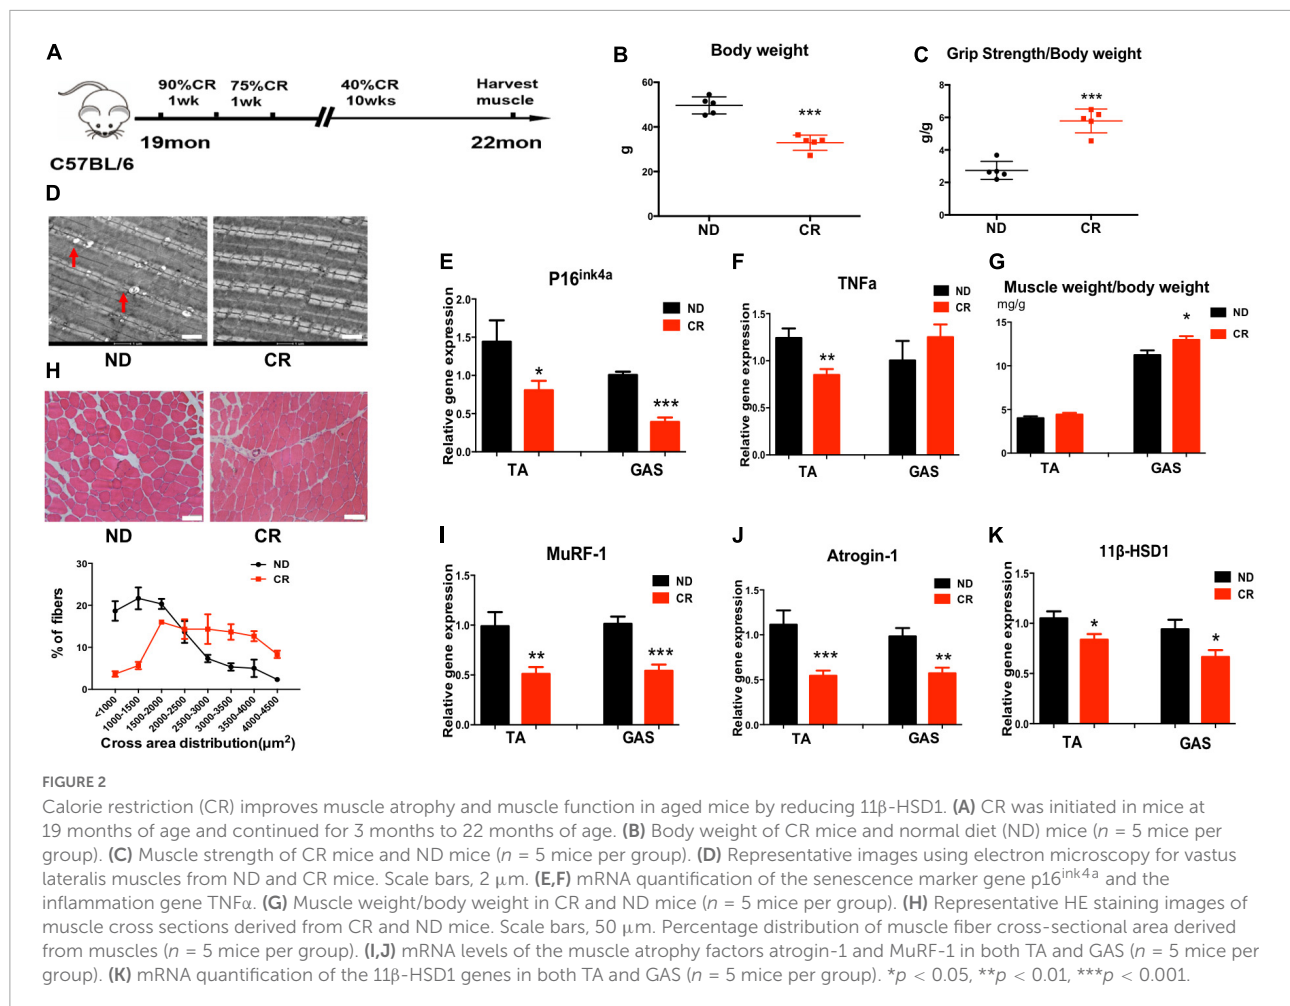 A
90%CR
1wk
75%CR
1wk
40%CR
10wks
Harvest
muscle
19mon
22mon
C57BL/6
B
Body weight
60
40
20
0
g
***
ND
CR
C
Grip Strength/Body weight
8
6
4
2
0
g/g
***
ND
CR
D
1 μm
ND
CR
E
P16ink4a
ND
CR
2.0
1.5
1.0
0.5
0.0
Relative gene expression
*
***
TA
GAS
F
TNFa
ND
CR
1.5
1.0
0.5
0.0
Relative gene expression
**
TA
GAS
G
Muscle weight/body weight
mg/g
ND
CR
15
10
5
0
*
TA
GAS
H
ND
CR
ND
CR
30
20
10
0
% of fibers
<1000
1000-1500
1500-2000
2000-2500
2500-3000
3000-3500
3500-4000
4000-4500
Cross area distribution(μm2)
I
MuRF-1
ND
CR
1.5
1.0
0.5
0.0
Relative gene expression
**
***
TA
GAS
J
Atrogin-1
ND
CR
1.5
1.0
0.5
0.0
Relative gene expression
***
**
TA
GAS
K
11β-HSD1
ND
CR
1.5
1.0
0.5
0.0
Relative gene expression
*
*
TA
GAS
FIGURE 2
Calorie restriction (CR) improves muscle atrophy and muscle function in aged mice by reducing 11β-HSD1. (A) CR was initiated in mice at
19 months of age and continued for 3 months to 22 months of age. (B) Body weight of CR mice and normal diet (ND) mice (n = 5 mice per
group). (C) Muscle strength of CR mice and ND mice (n = 5 mice per group). (D) Representative images using electron microscopy for vastus
lateralis muscles from ND and CR mice. Scale bars, 2 μm. (E,F) mRNA quantification of the senescence marker gene p16ink4a and the
inflammation gene TNFα. (G) Muscle weight/body weight in CR and ND mice (n = 5 mice per group). (H) Representative HE staining images of
muscle cross sections derived from CR and ND mice. Scale bars, 50 μm. Percentage distribution of muscle fiber cross-sectional area derived
from muscles (n = 5 mice per group). (I,J) mRNA levels of the muscle atrophy factors atrogin-1 and MuRF-1 in both TA and GAS (n = 5 mice per
group). (K) mRNA quantification of the 11β-HSD1 genes in both TA and GAS (n = 5 mice per group). *p < 0.05, **p < 0.01, ***p < 0.001.